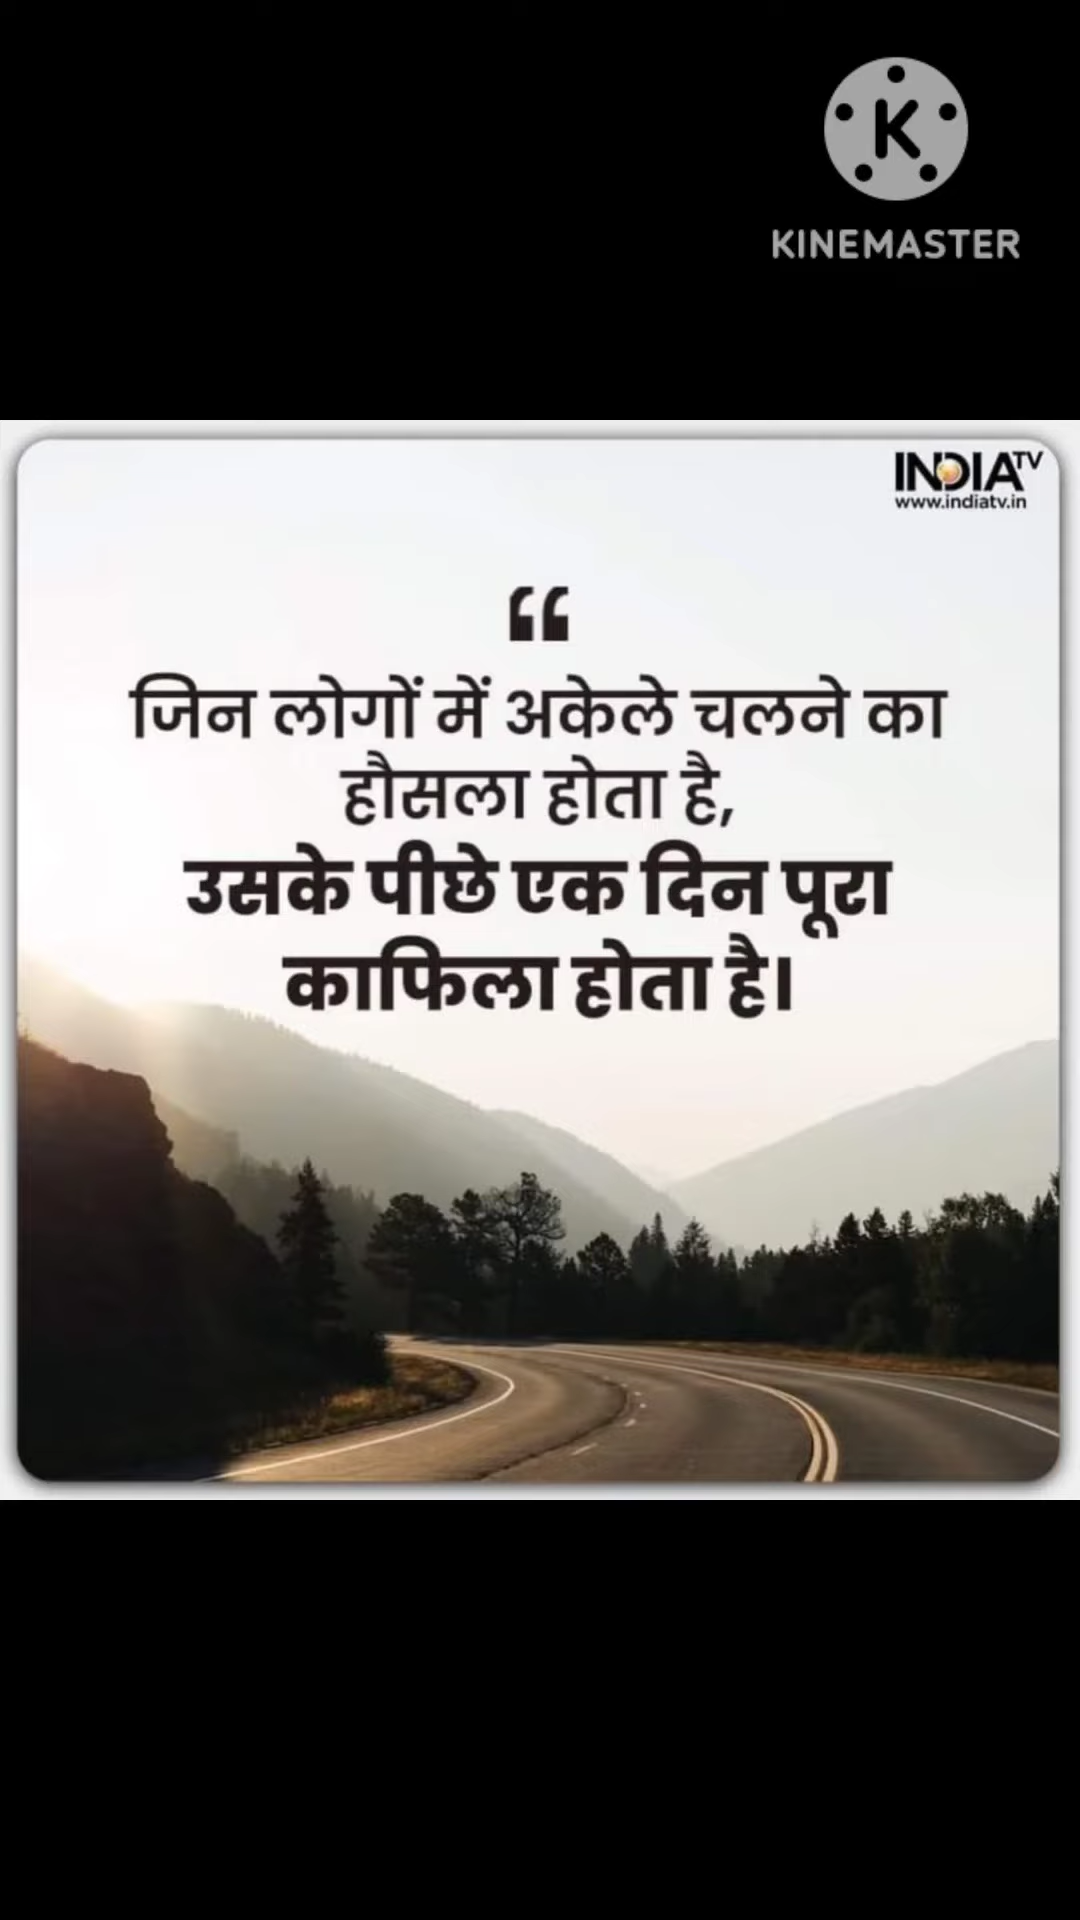 KINEMASTER
INDIA TV
www.indiatv.in
“
जिन लोगों में अकेले चलने का
हौसला होता है,
उसके पीछे एक दिन पूरा
काफिला होता है।